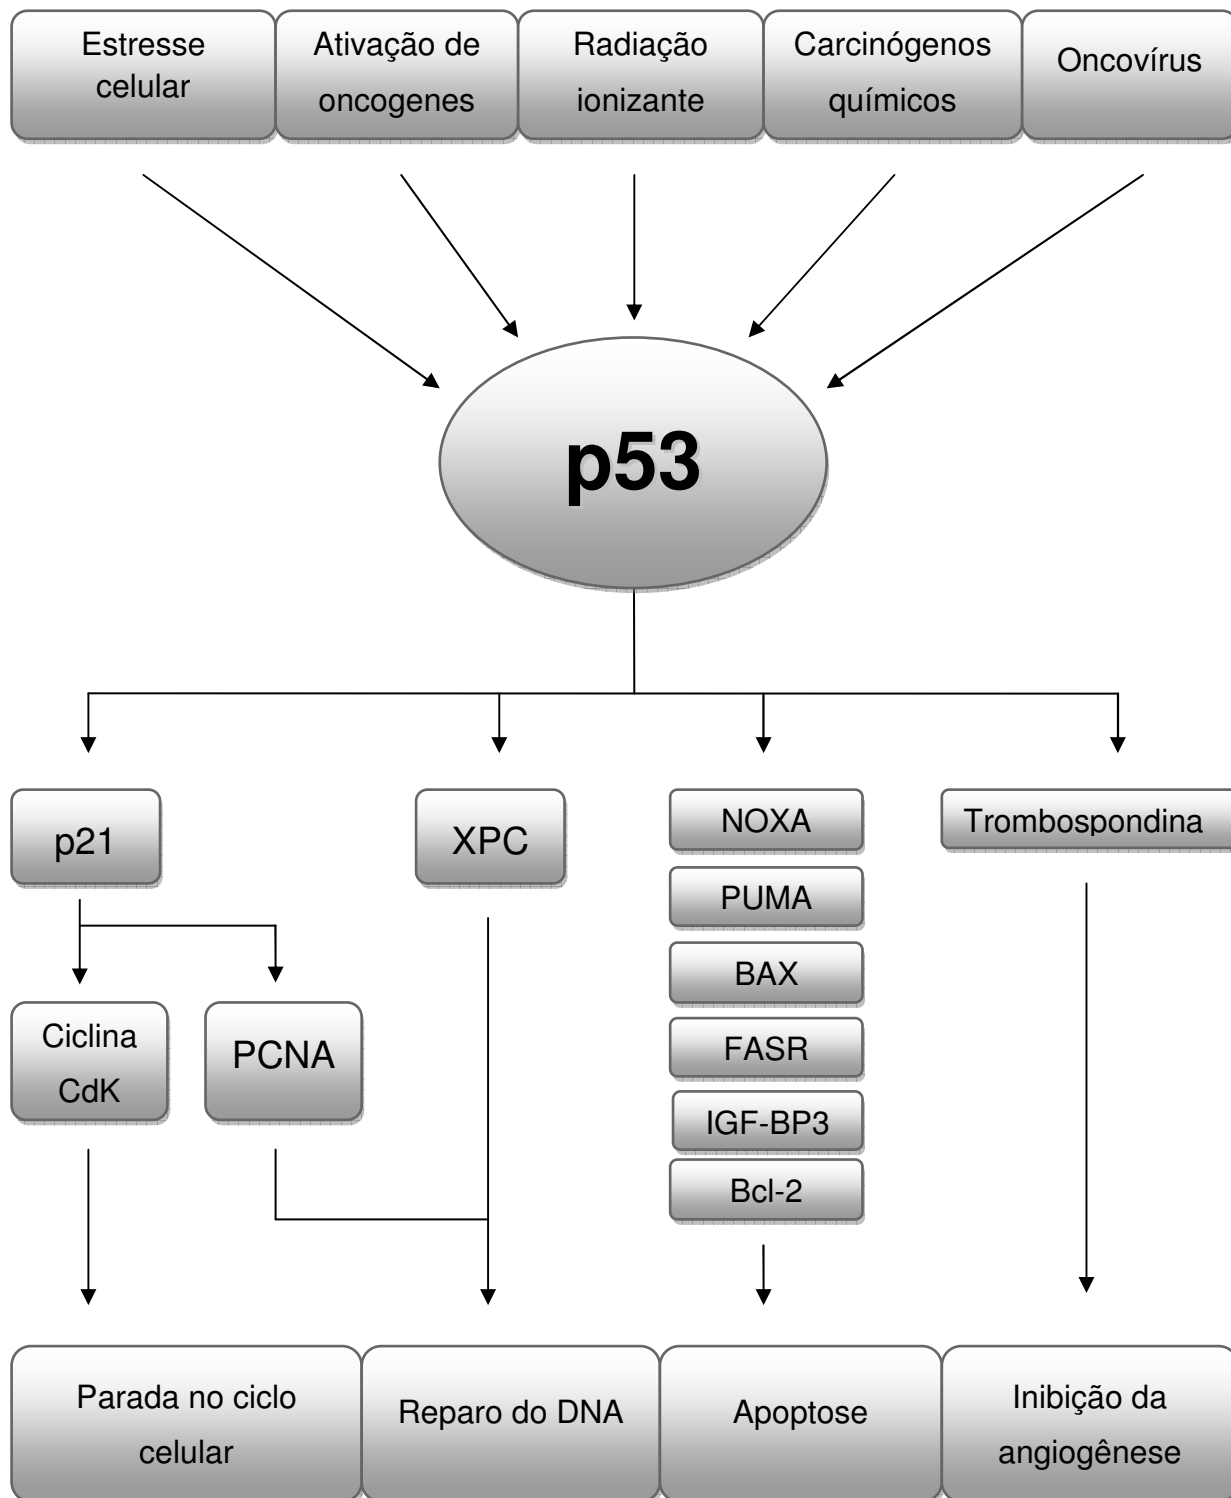 Estresse
celular
Ativação de
oncogenes
Radiação
ionizante
Carcinógenos
químicos
Oncovírus
p53
p21
XPC
NOXA
PUMA
BAX
FASR
IGF-BP3
Bcl-2
Trombospondina
Ciclina
CdK
PCNA
Parada no ciclo
celular
Reparo do DNA
Apoptose
Inibição da
angiogênese